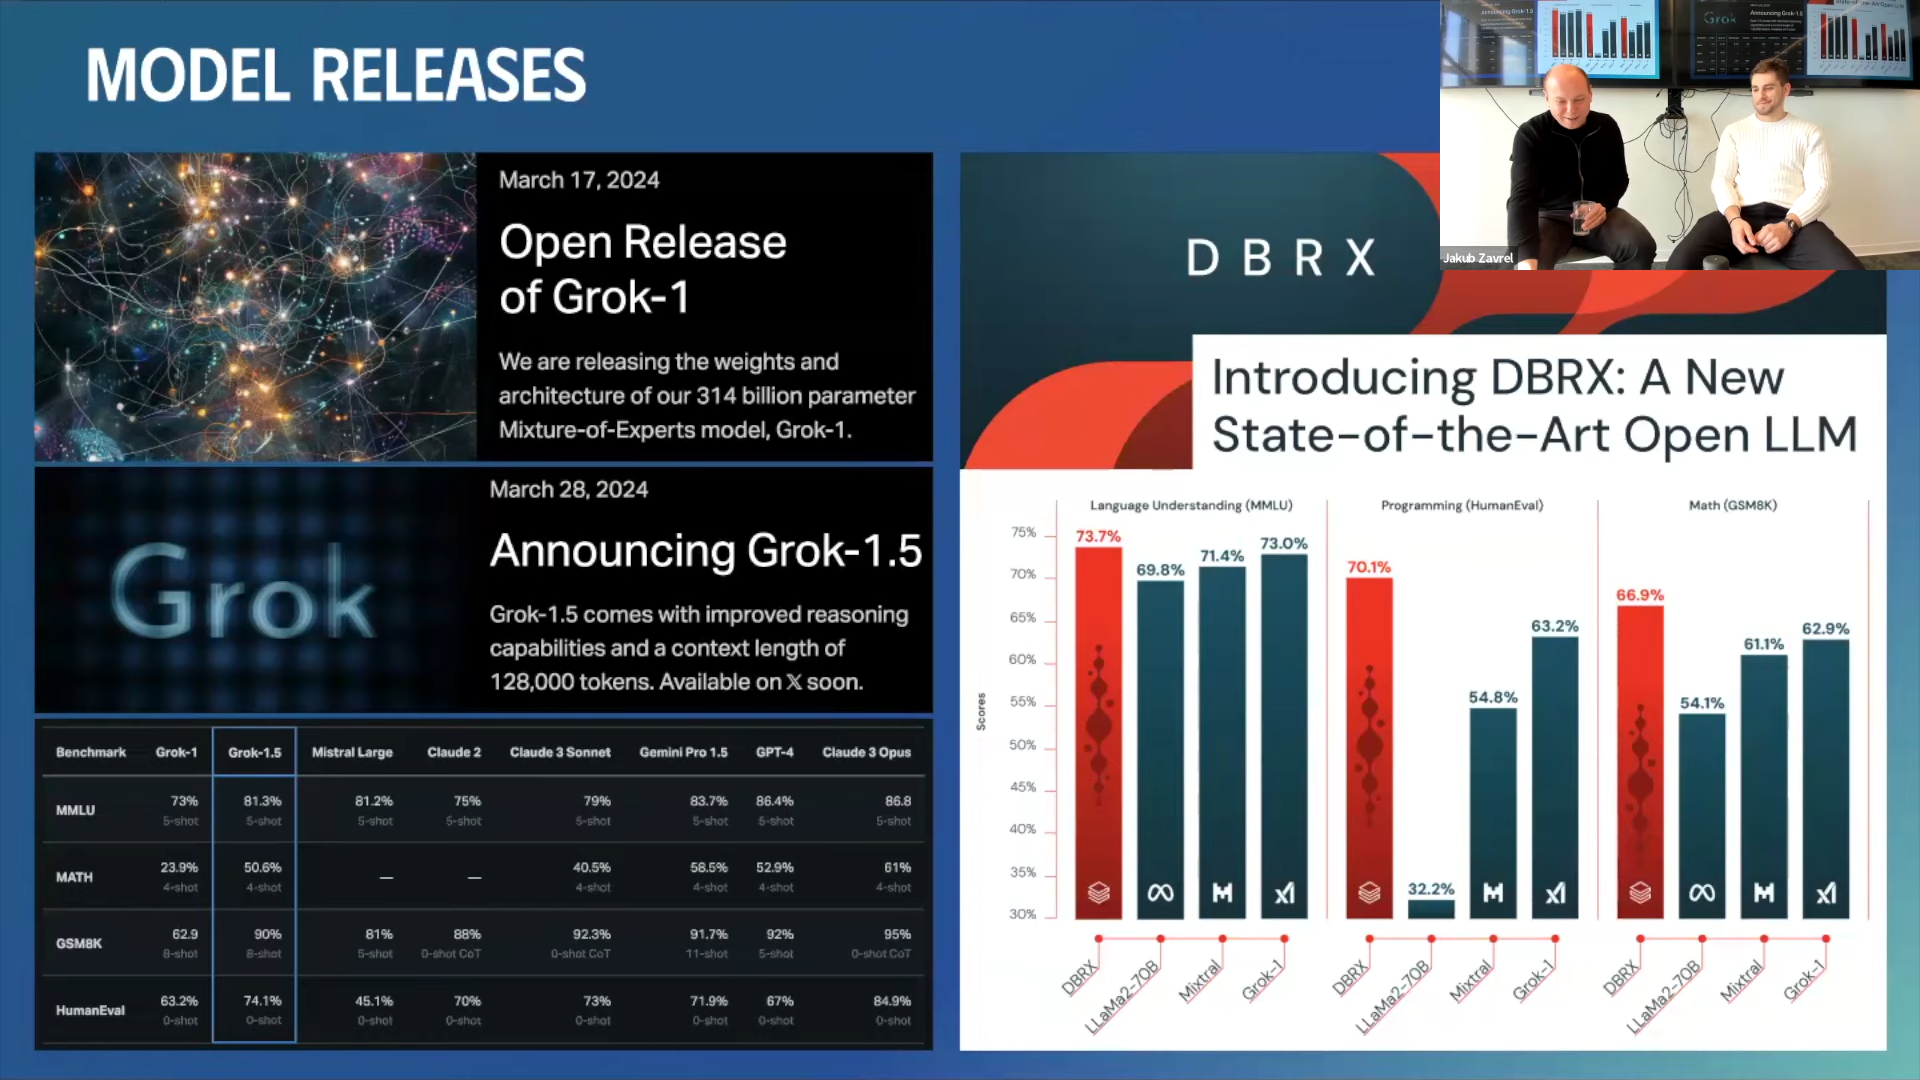 MODEL RELEASES
March 17, 2024
Open Release
of Grok-1
We are releasing the weights and
architecture of our 314 billion parameter
Mixture-of-Experts model, Grok-1.
Grok
March 28, 2024
Announcing Grok-1.5
Grok-1.5 comes with improved reasoning
capabilities and a context length of
128,000 tokens. Available on 𝕏 soon.
Benchmark Grok-1 Grok-1.5 Mistral Large Claude 2 Claude 3 Sonnet Gemini Pro 1.5 GPT-4 Claude 3 Opus
MMLU 73% 81.3% 81.2% 75% 79% 83.7% 86.4% 86.8
5-shot 5-shot 5-shot 5-shot 5-shot 5-shot 5-shot 5-shot
MATH 23.9% 50.6% — — 40.5% 58.5% 52.9% 61%
4-shot 4-shot 4-shot 4-shot 4-shot 4-shot
GSM8K 62.9 90% 81% 88% 92.3% 91.7% 92% 95%
8-shot 8-shot 5-shot 0-shot CoT 0-shot CoT 11-shot 5-shot 0-shot CoT
HumanEval 63.2% 74.1% 45.1% 70% 73% 71.9% 67% 84.9%
0-shot 0-shot 0-shot 0-shot 0-shot 0-shot 0-shot 0-shot
DBRX
Introducing DBRX: A New
State-of-the-Art Open LLM
Language Understanding (MMLU) Programming (HumanEval) Math (GSM8K)
Scores
75%
70%
65%
60%
55%
50%
45%
40%
35%
30%
73.7% 69.8% 71.4% 73.0%
70.1% 32.2% 54.8% 63.2%
66.9% 54.1% 61.1% 62.9%
DBRX LLaMa2-70B Mixtral Grok-1
DBRX LLaMa2-70B Mixtral Grok-1
DBRX LLaMa2-70B Mixtral Grok-1
Announcing Grok-1.5
Grok
Announcing Grok-1.5
Jakub Zavrel